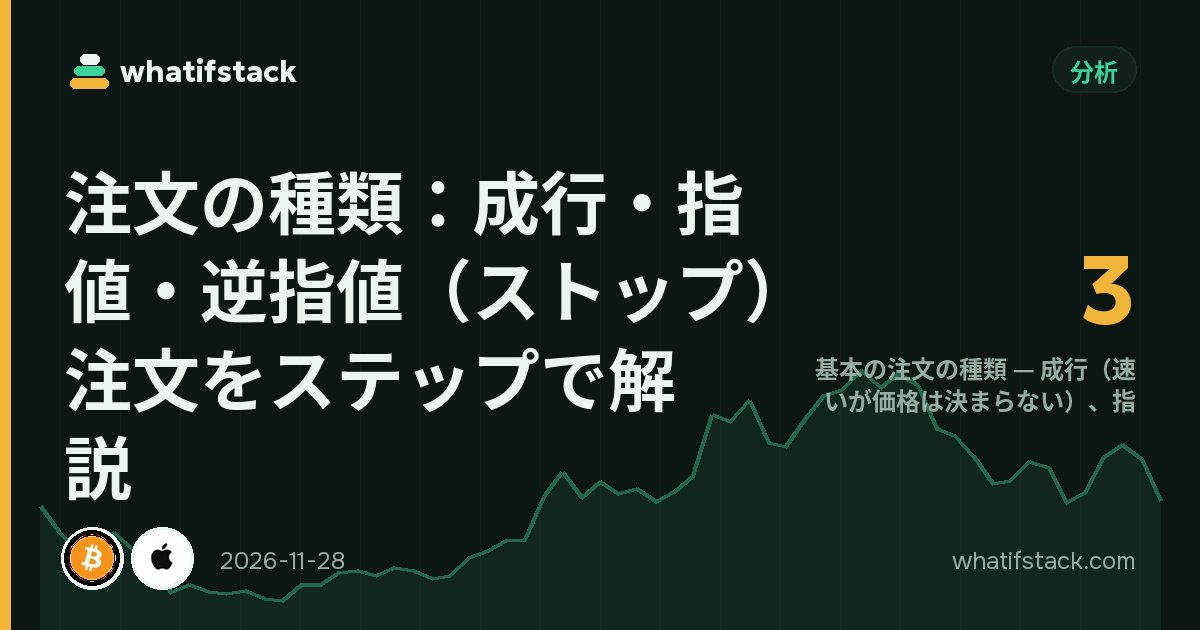 whatifstack
分析
注文の種類：成行・指
値・逆指値（ストップ）
注文をステップで解
説
3
基本の注文の種類 — 成行（速
いが価格は決まらない）、指
2026-11-28
whatifstack.com